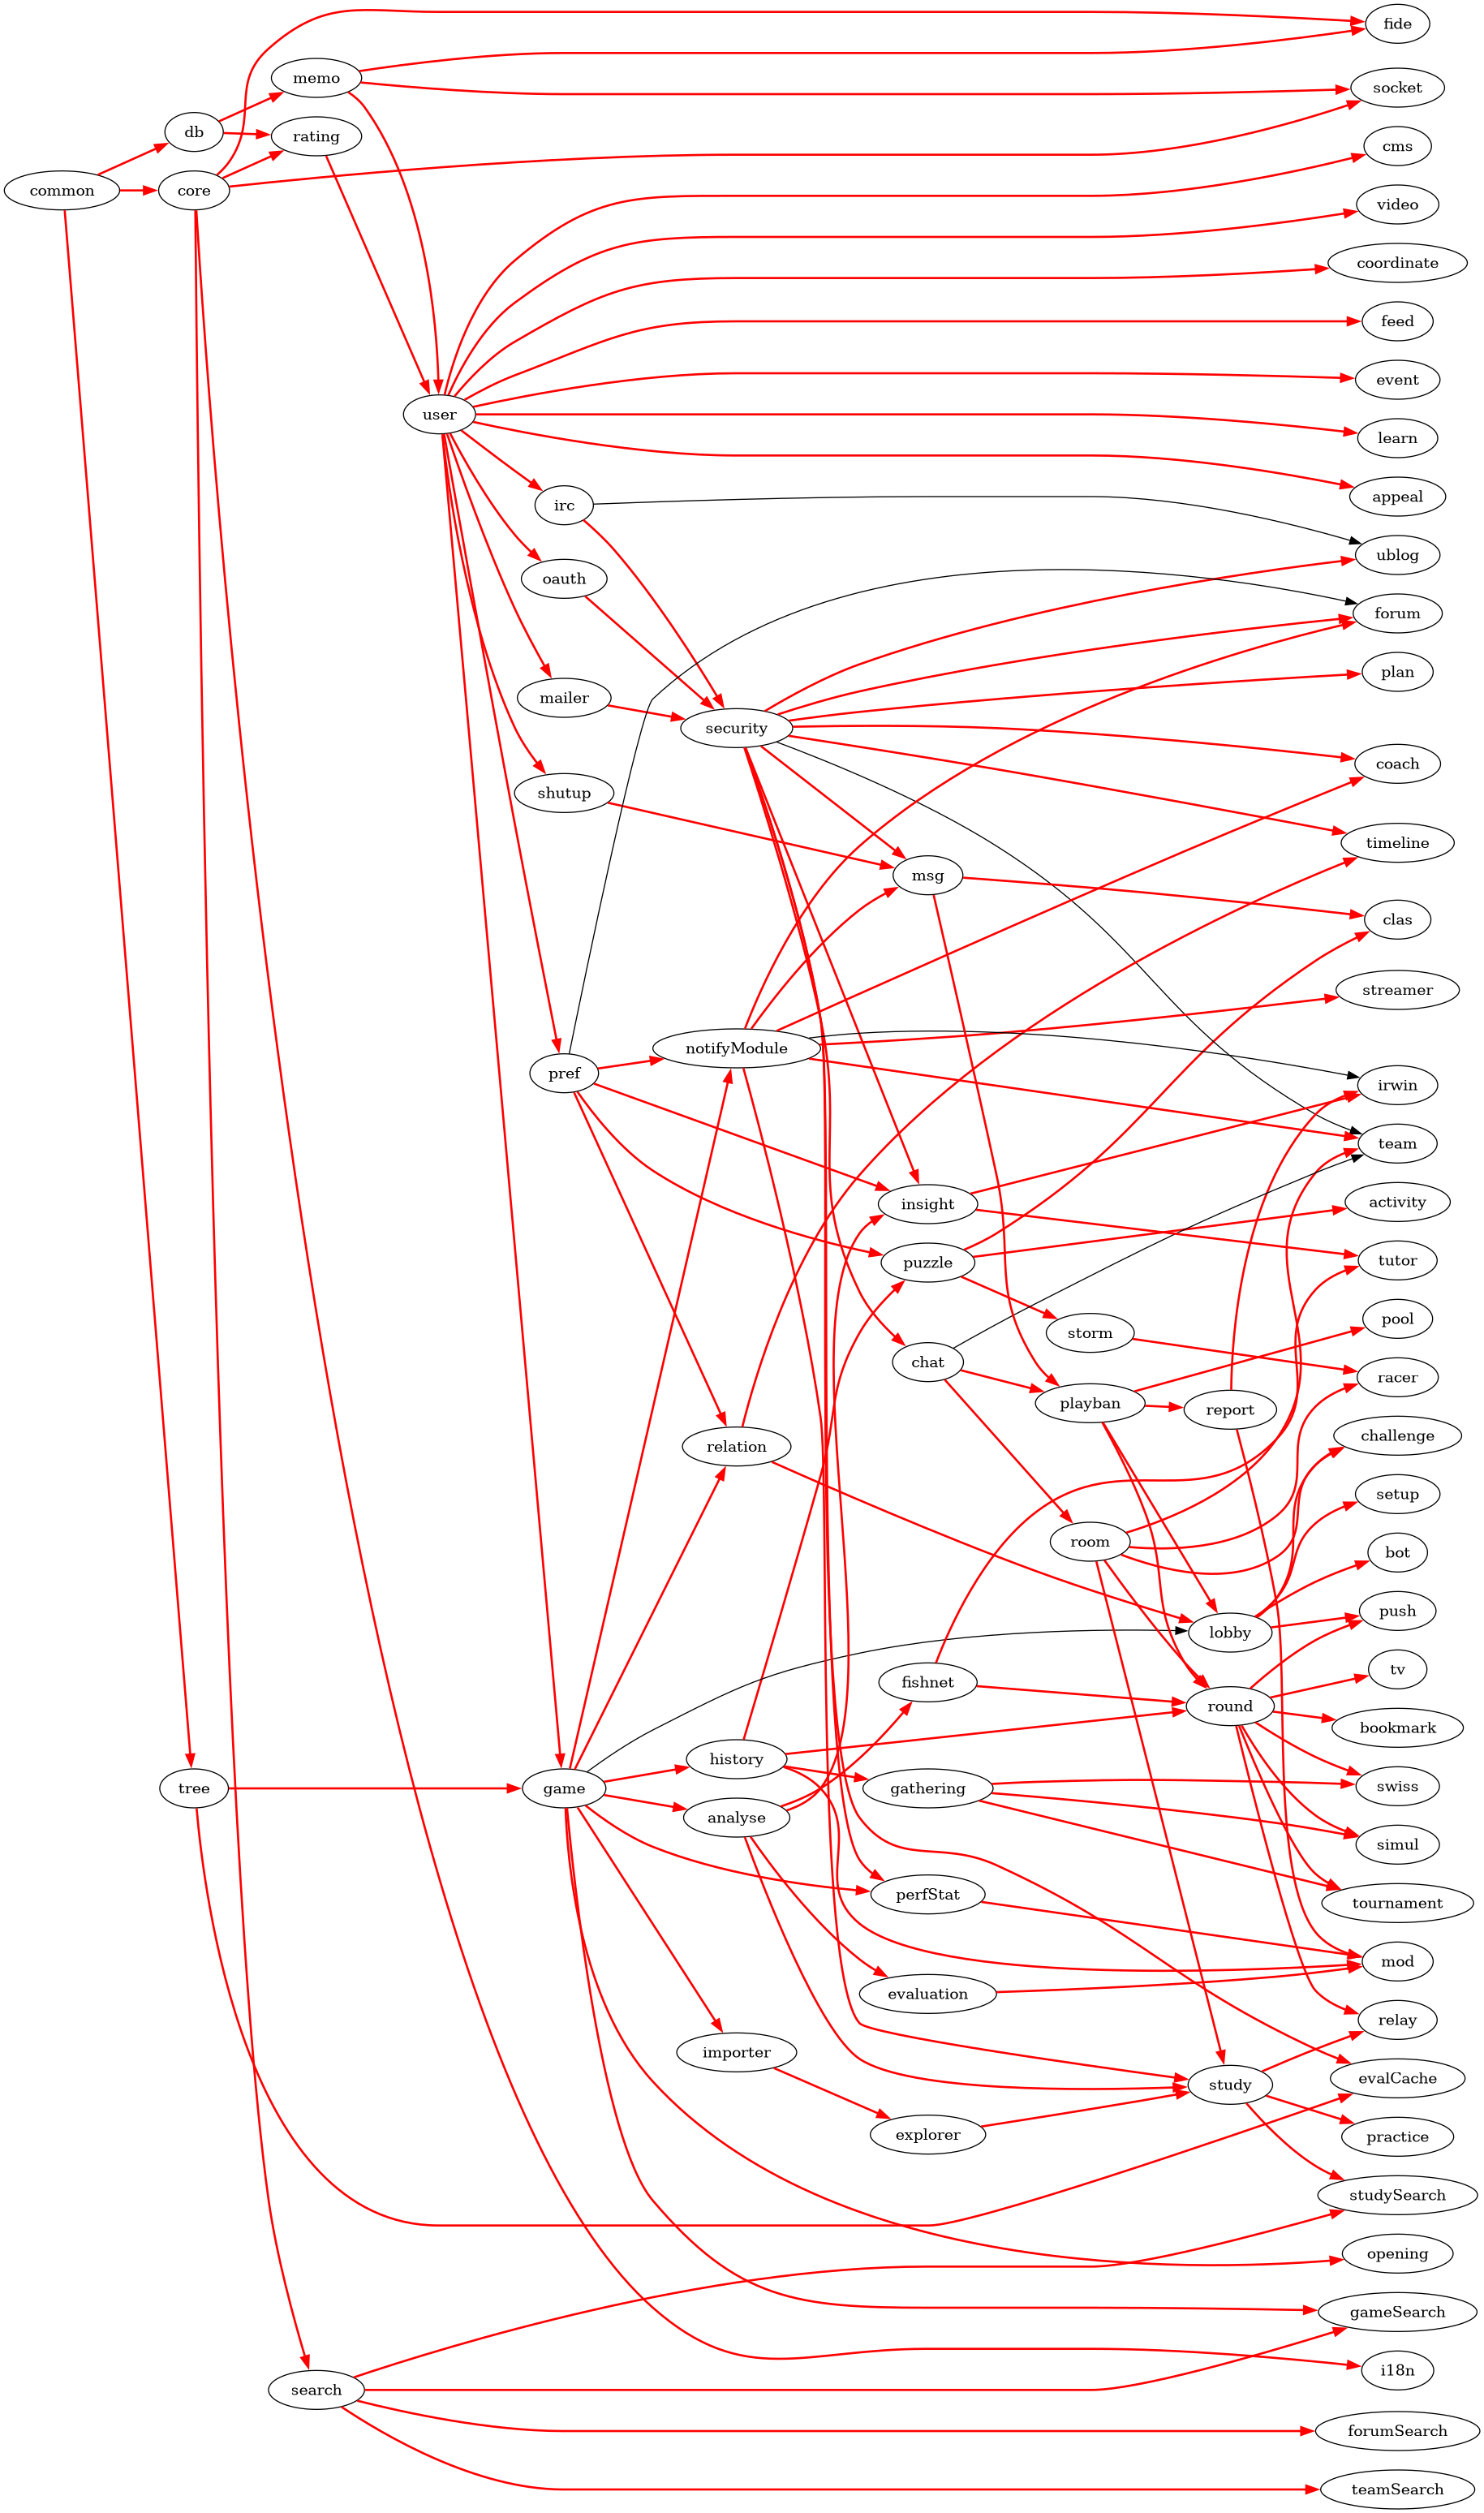 fide
memo
socket
db
rating
cms
common
core
video
coordinate
feed
event
user
learn
appeal
irc
ublog
oauth
forum
plan
mailer
security
coach
shutup
timeline
msg
clas
streamer
notifyModule
pref
irwin
team
activity
insight
puzzle
tutor
pool
storm
chat
racer
playban
report
challenge
relation
setup
room
bot
push
lobby
tv
fishnet
round
bookmark
history
tree
game
gathering
swiss
analyse
simul
perfStat
tournament
mod
evaluation
relay
importer
evalCache
study
explorer
practice
studySearch
opening
gameSearch
i18n
search
forumSearch
teamSearch